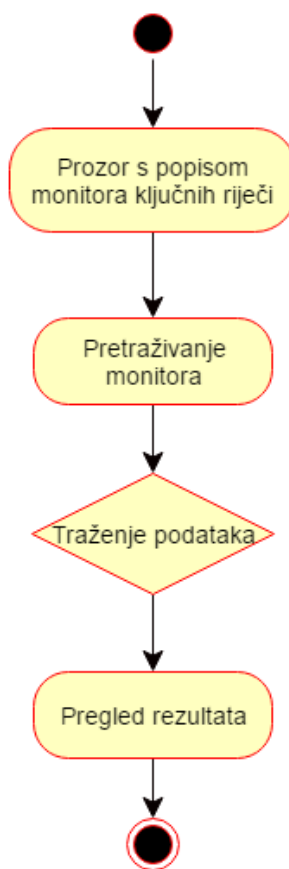 Prozor s popisom
monitora ključnih riječi
Pretraživanje
monitora
Traženje podataka
Pregled rezultata